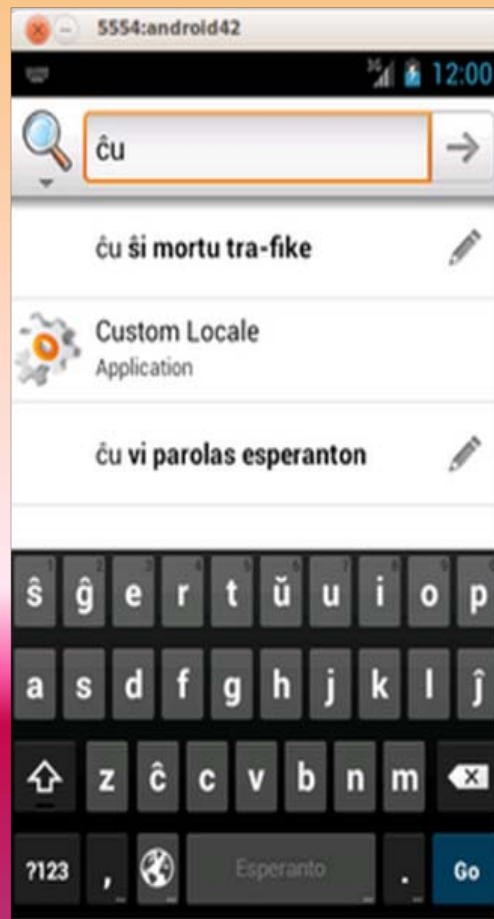 5554:android42
3G 12:00
ĉu
ĉu ŝi mortu tra-fike
Custom Locale
Application
ĉu vi parolas esperanton
ŝ ĝ e r t ŭ u i o p
a s d f g h j k l ĵ
z ĉ c v b n m
?123 , Esperanto . Go